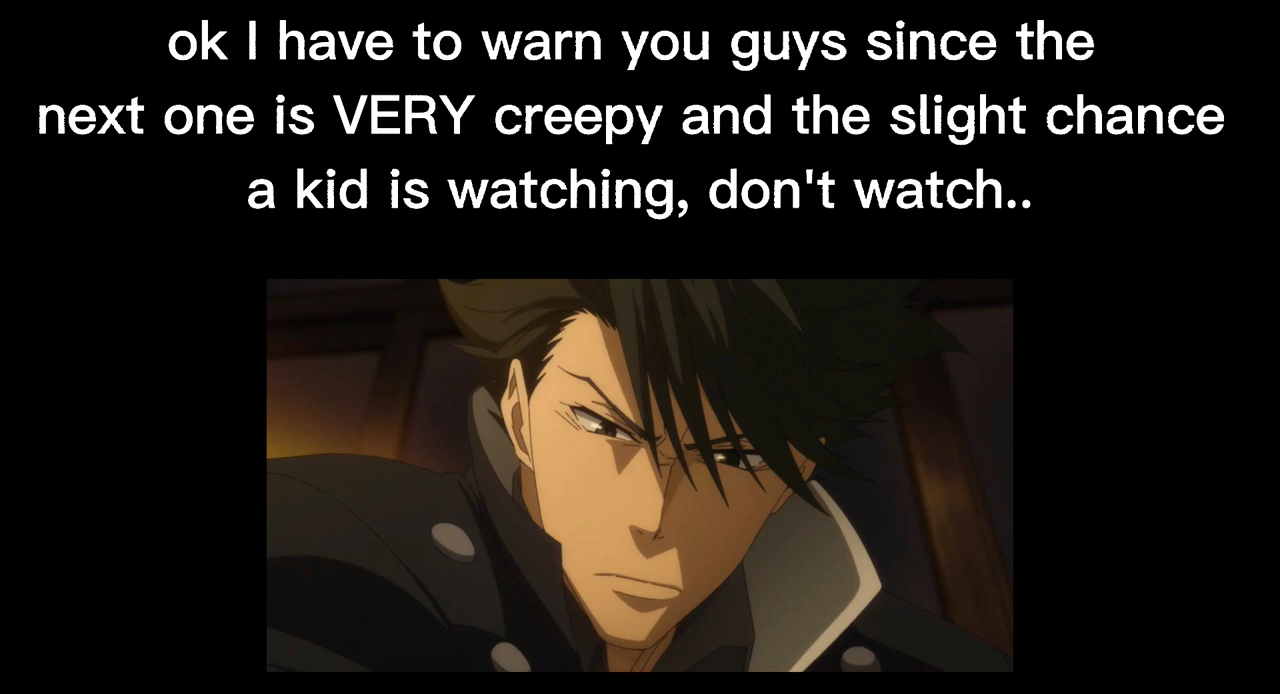 ok I have to warn you guys since the
next one is VERY creepy and the slight chance
a kid is watching, don't watch..